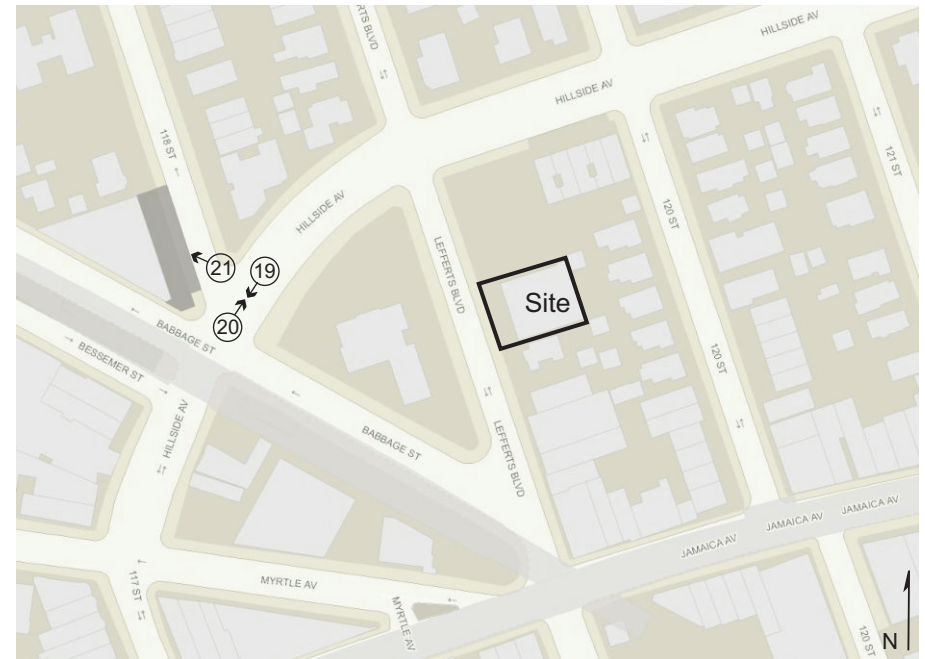 RTS BLVD
HILLSIDE AV
HILLSIDE AV
118 ST
121 ST
HILLSIDE AV
120 ST
LEFFERTS BLVD
21
19
Site
20
BABBAGE ST
BESSEMER ST
120 ST
HILLSIDE AV
BABBAGE ST
LEFFERTS BLVD
JAMAICA AV
JAMAICA AV
JAMAICA AV
117 ST
MYRTLE AV
MYRTLE AV
120 ST
N